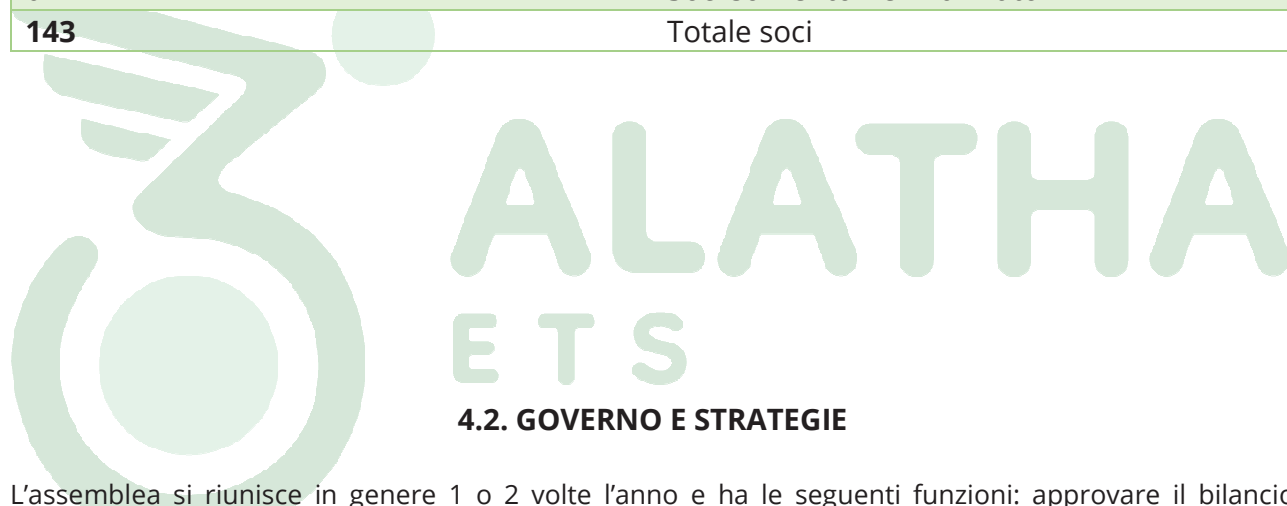 143 Totale soci
ALATHA
ETS
4.2. GOVERNO E STRATEGIE
L’assemblea si riunisce in genere 1 o 2 volte l’anno e ha le seguenti funzioni: approvare il bilancio